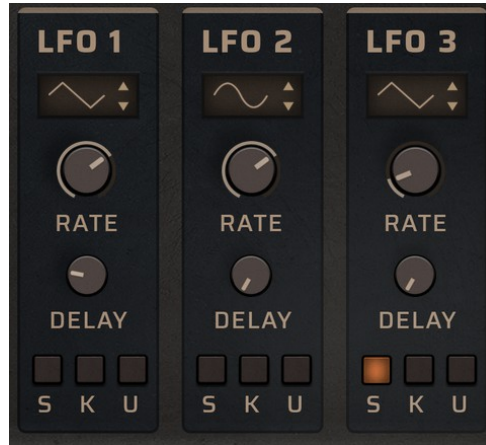 LFO 1
RATE
DELAY
S K U
LFO 2
RATE
DELAY
S K U
LFO 3
RATE
DELAY
S K U